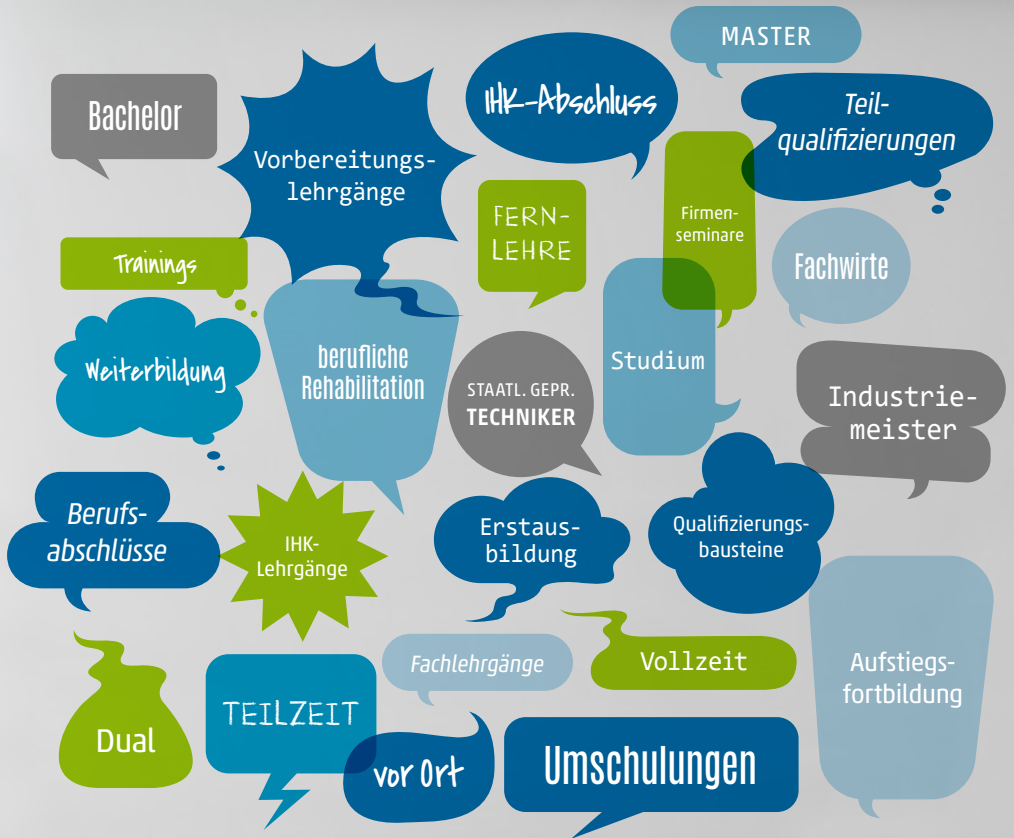 MASTER
IHK-Abschluss
Bachelor
Teil-
qualifizierungen
Vorbereitungs-
lehrgänge
FERN-
LEHRE
Firmen-
seminare
Trainings
Fachwirte
Weiterbildung
berufliche
Rehabilitation
STAATL. GEPR.
TECHNIKER
Studium
Industrie-
meister
Berufs-
abschlüsse
IHK-
Lehrgänge
Erstaus-
bildung
Qualifizierungs-
bausteine
Fachlehrgänge
Vollzeit
Aufstiegs-
fortbildung
Dual
TEILZEIT
vor Ort
Umschulungen